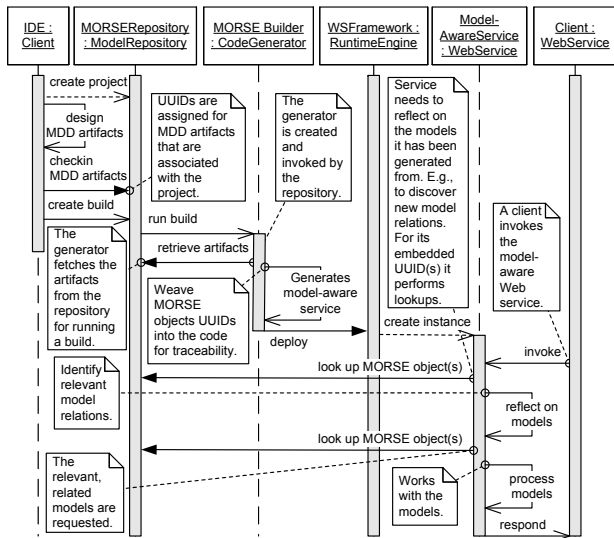 IDE :
Client
MORSERepository
: ModelRepository
MORSE Builder
: CodeGenerator
WSFramework :
RuntimeEngine
Model-
AwareService
: WebService
Client :
WebService
create project
design
MDD artifacts
checkin
MDD artifacts
create build
UUIDs are
assigned for
MDD artifacts
that are
associated
with the
project.
The
generator
is created
and
invoked by
the
repository.
Service
needs to
reflect on
the models
it has been
generated
from. E.g.,
to discover
new model
relations.
For its
embedded
UUID(s) it
performs
lookups.
A client
invokes
the
model-
aware
Web
service.
run build
retrieve artifacts
The
generator
fetches the
artifacts
from the
repository
for running
a build.
Weave
MORSE
objects UUIDs
into the code
for traceability.
Generates
model-aware
service
deploy
create instance
invoke
look up MORSE object(s)
Identify
relevant
model
relations.
reflect on
models
look up MORSE object(s)
The
relevant,
related
models are
requested.
Works
with the
models.
process
models
respond